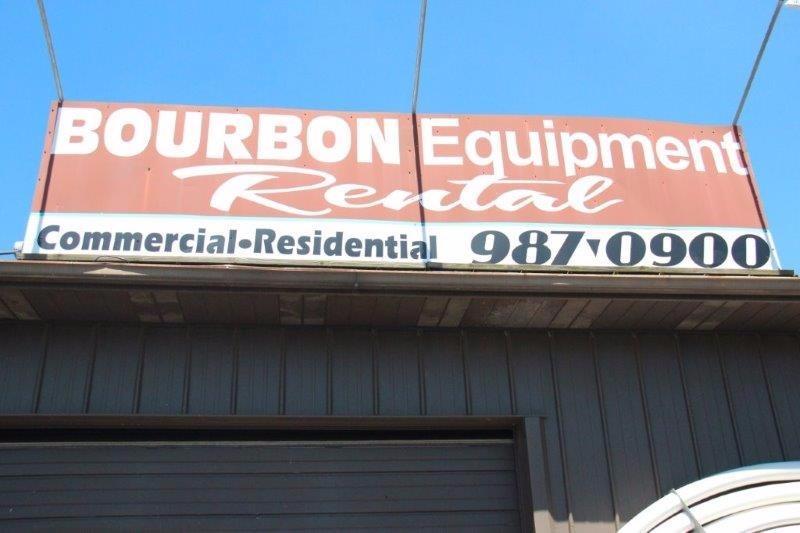 BOURBON Equipment
Rental
Commercial•Residential 987-0900